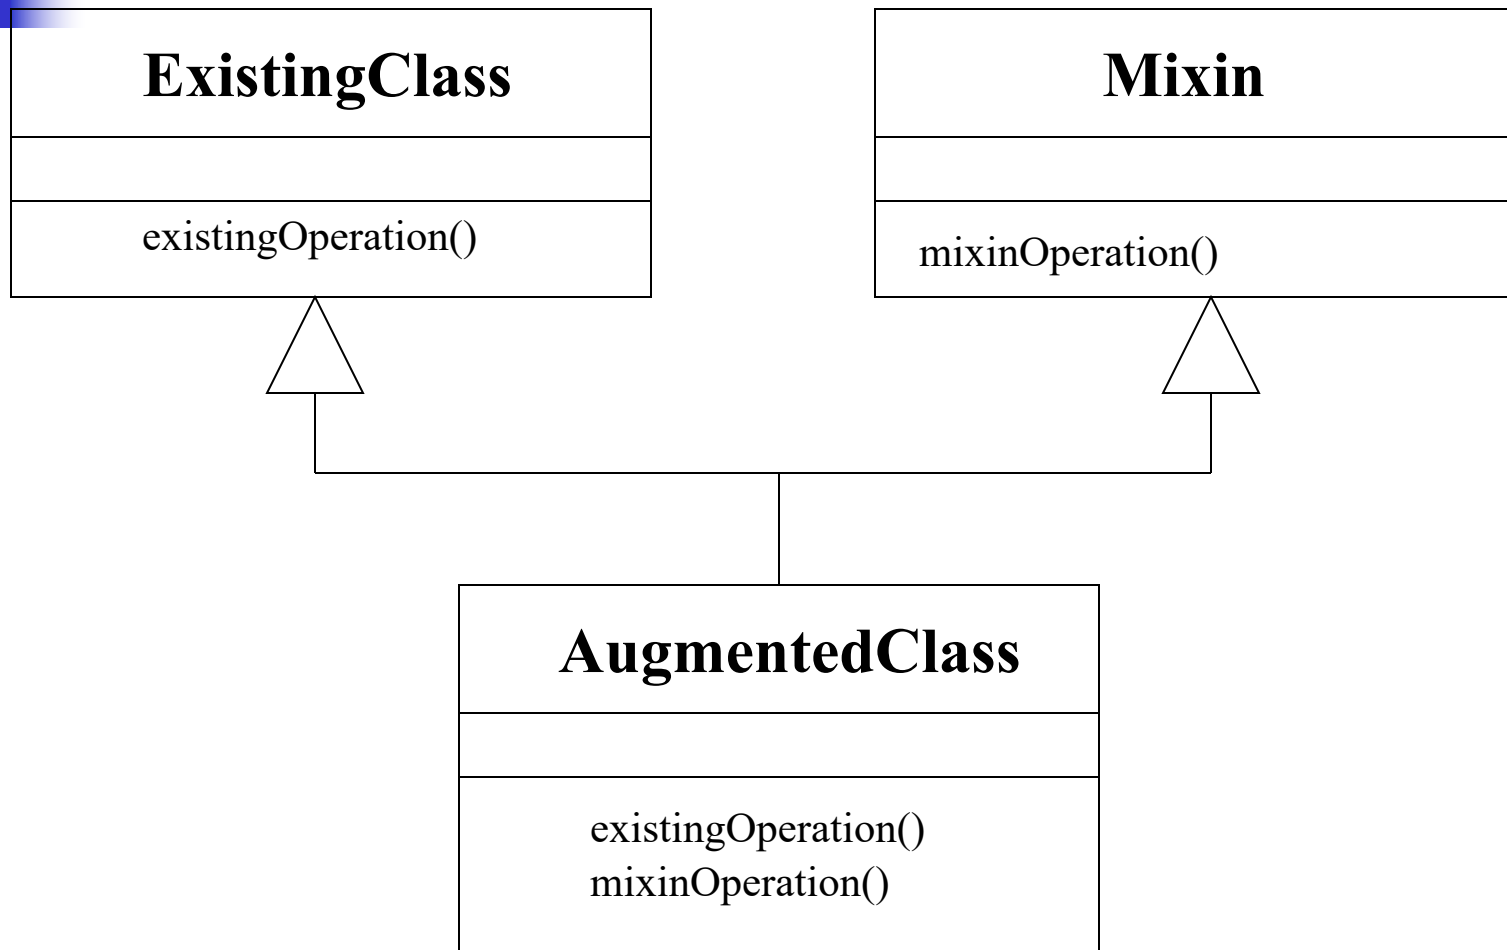 ExistingClass
existingOperation()
Mixin
mixinOperation()
AugmentedClass
existingOperation()
mixinOperation()